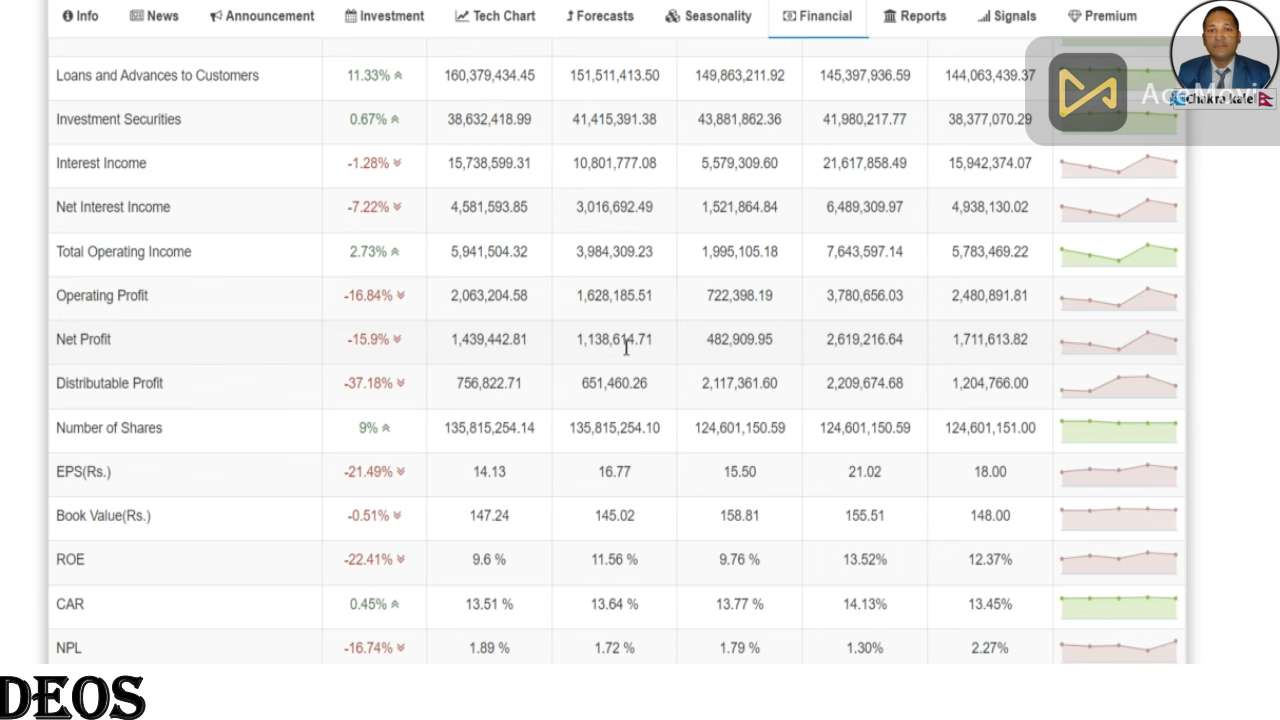 Info News Announcement Investment Tech Chart Forecasts Seasonality Financial Reports Signals Premium
Loans and Advances to Customers 11.33% 160,379,434.45 151,511,413.50 149,863,211.92 145,397,936.59 144,063,439.37
Investment Securities 0.67% 38,632,418.99 41,415,391.38 43,881,862.36 41,980,217.77 38,377,070.29
Interest Income -1.28% 15,738,599.31 10,801,777.08 5,579,309.60 21,617,858.49 15,942,374.07
Net Interest Income -7.22% 4,581,593.85 3,016,692.49 1,521,864.84 6,489,309.97 4,938,130.02
Total Operating Income 2.73% 5,941,504.32 3,984,309.23 1,995,105.18 7,643,597.14 5,783,469.22
Operating Profit -16.84% 2,063,204.58 1,628,185.51 722,398.19 3,780,656.03 2,480,891.81
Net Profit -15.9% 1,439,442.81 1,138,614.71 482,909.95 2,619,216.64 1,711,613.82
Distributable Profit -37.18% 756,822.71 651,460.26 2,117,361.60 2,209,674.68 1,204,766.00
Number of Shares 9% 135,815,254.14 135,815,254.10 124,601,150.59 124,601,150.59 124,601,151.00
EPS(Rs.) -21.49% 14.13 16.77 15.50 21.02 18.00
Book Value(Rs.) -0.51% 147.24 145.02 158.81 155.51 148.00
ROE -22.41% 9.6 % 11.56 % 9.76 % 13.52% 12.37%
CAR 0.45% 13.51 % 13.64 % 13.77 % 14.13% 13.45%
NPL -16.74% 1.89 % 1.72 % 1.79 % 1.30% 2.27%
DEOS